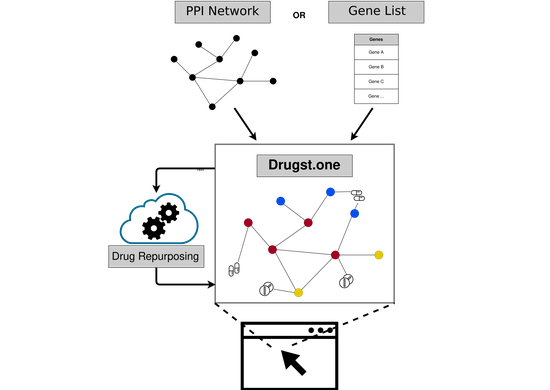 PPI Network
OR
Gene List
Genes
Gene A
Gene B
Gene C
Gene ...
Drugst.one
Drug Repurposing